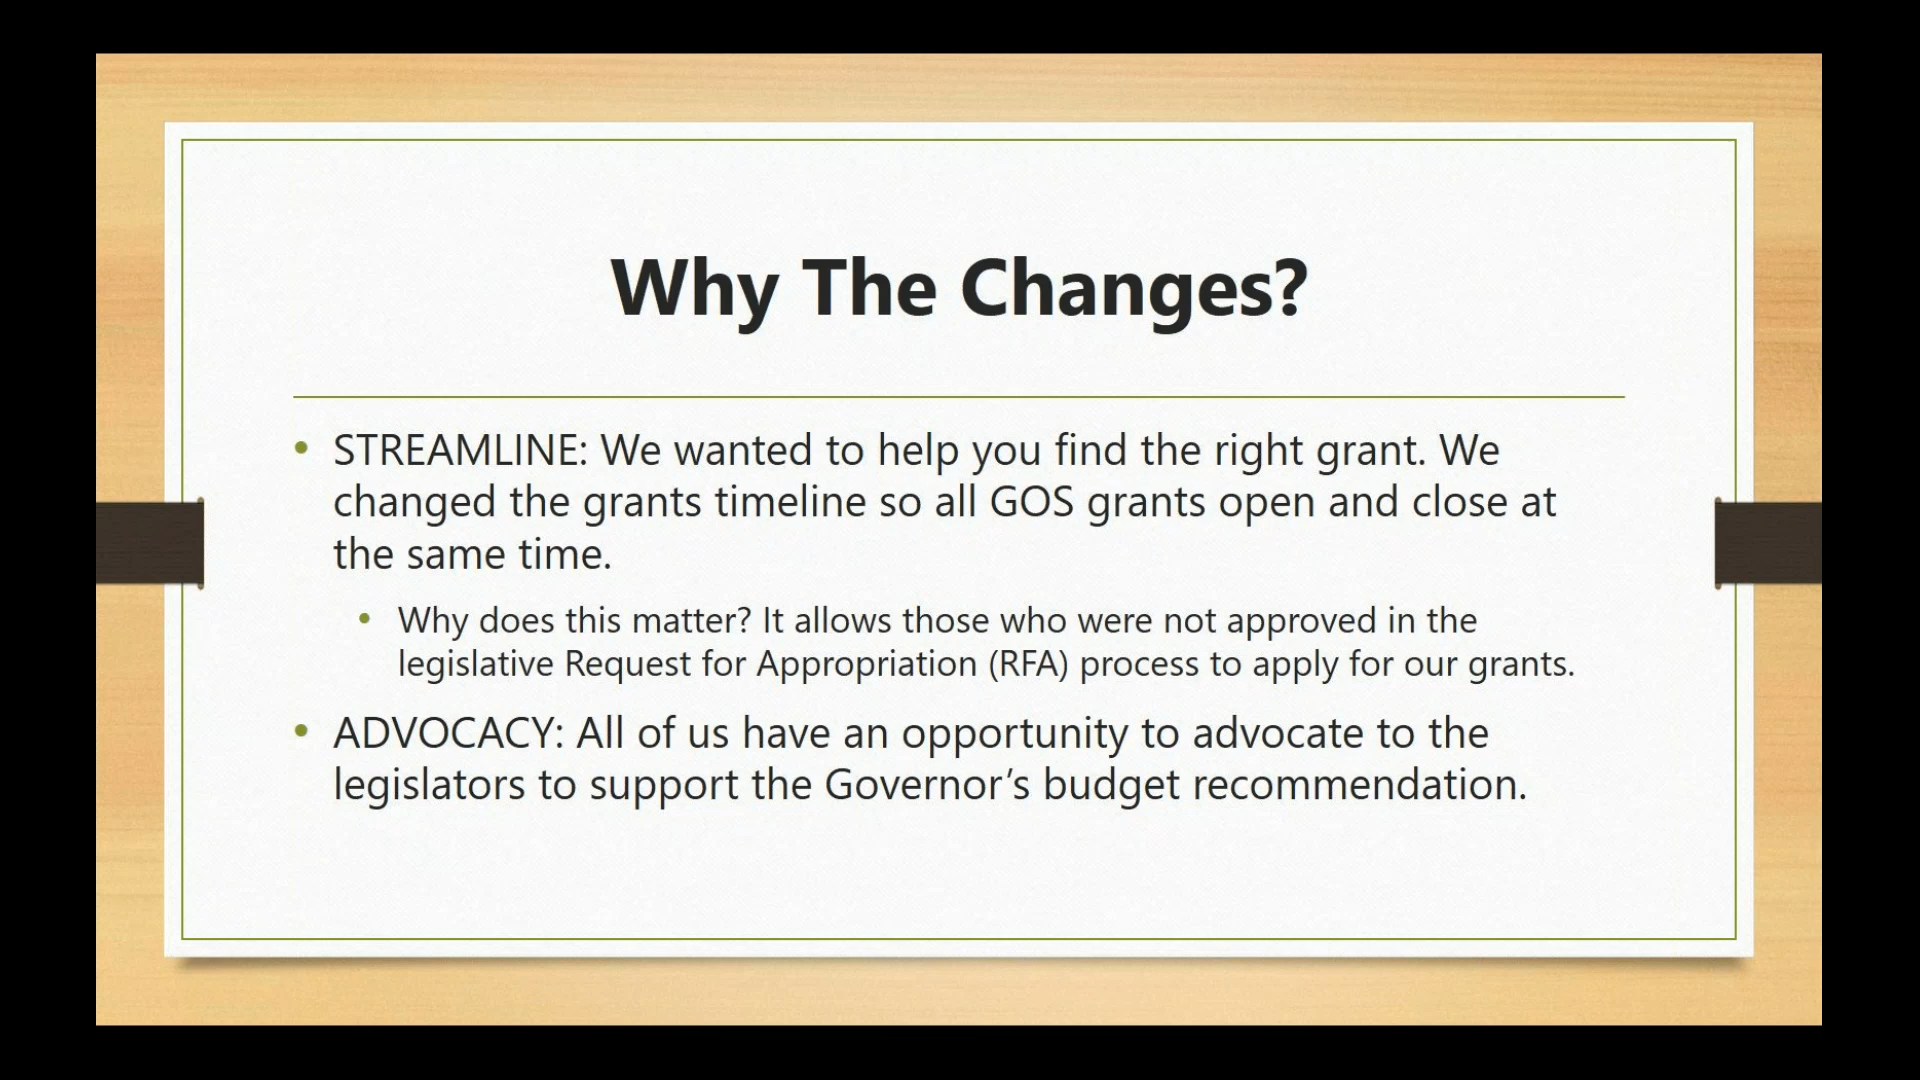 Why The Changes?
• STREAMLINE: We wanted to help you find the right grant. We
changed the grants timeline so all GOS grants open and close at
the same time.
• Why does this matter? It allows those who were not approved in the
legislative Request for Appropriation (RFA) process to apply for our grants.
• ADVOCACY: All of us have an opportunity to advocate to the
legislators to support the Governor’s budget recommendation.